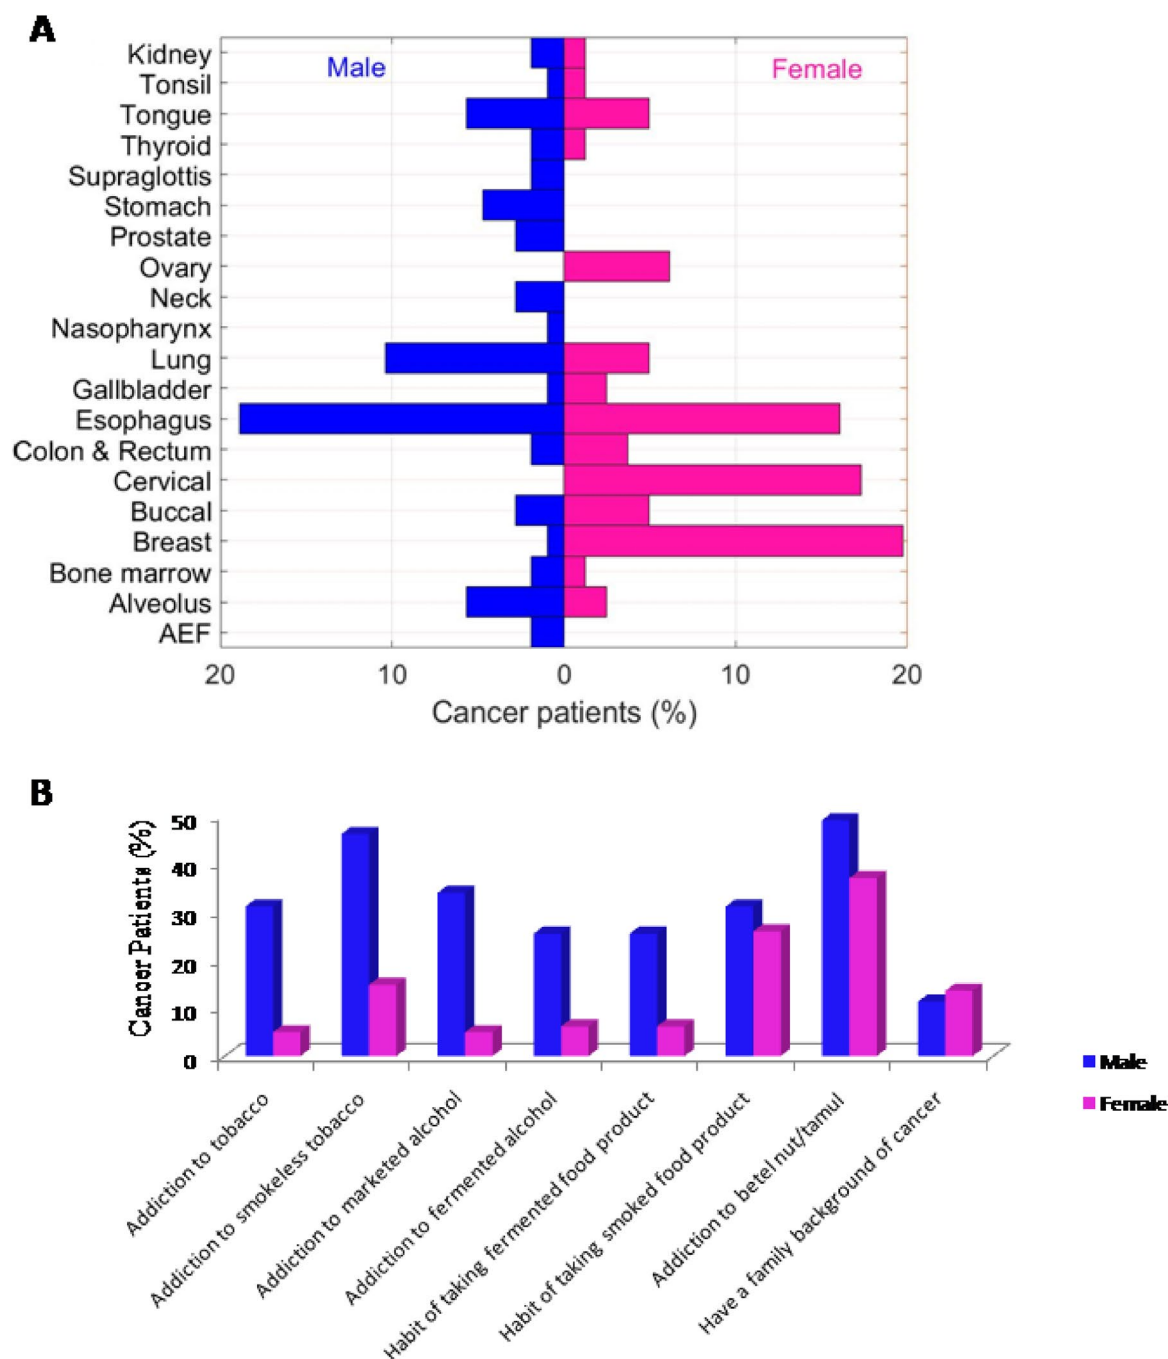 A
Male
Female
Kidney
Tonsil
Tongue
Thyroid
Supraglottis
Stomach
Prostate
Ovary
Neck
Nasopharynx
Lung
Gallbladder
Esophagus
Colon & Rectum
Cervical
Buccal
Breast
Bone marrow
Alveolus
AEF
20 10 0 10 20
Cancer patients (%)
B
Cancer Patients (%)
50
40
30
20
10
0
Addiction to tobacco
Addiction to smokeless tobacco
Addiction to marketed alcohol
Addiction to fermented alcohol
Habit of taking fermented food product
Habit of taking smoked food product
Addiction to betel nut/tamul
Have a family background of cancer
Male
Female